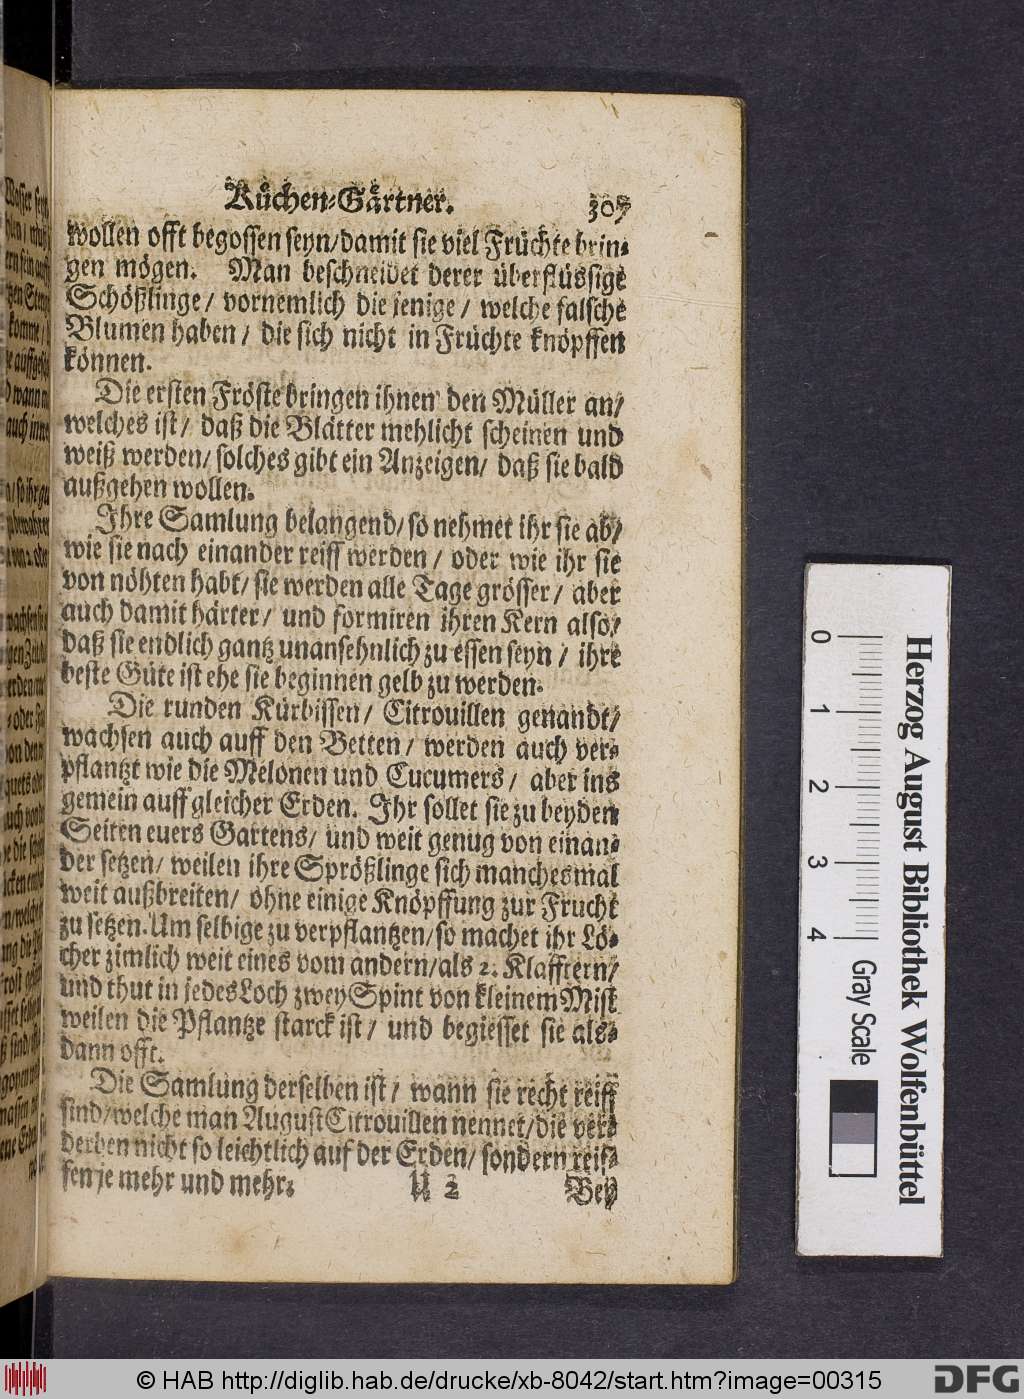 Küchen-Gärtner. 307
wollen offt begossen seyn/damit sie viel Früchte brin-
gen mögen. Man beschneidet derer überflüssige
Schößlinge/ vornemlich die jenige/ welche falsche
Blumen haben/ die sich nicht in Früchte knöpffen
können.
Die ersten Fröste bringen ihnen den Müller an/
welches ist/ daß die Blätter mehlicht scheinen und
weiß werden/ solches gibt ein Anzeigen/ daß sie bald
außgehen wollen.
Ihre Samlung belangend/ so nehmet ihr sie ab/
wie sie nach einander reiff werden/ oder wie ihr sie
von nöhten habt/ sie werden alle Tage grösser/ aber
auch damit härter/ und formiren ihren Kern also/
daß sie endlich gantz unansehnlich zu essen seyn/ ihre
beste Güte ist ehe sie beginnen gelb zu werden.
Die runden Kürbissen/ Citrouillen genandt/
wachsen auch auff den Betten/ werden auch ver-
pflantzt wie die Melonen und Cucumers/ aber ins
gemein auff gleicher Erden. Ihr sollet sie zu beyden
Seiten euers Gartens/ und weit genug von einan-
der setzen/ weilen ihre Sprößlinge sich manchesmal
weit außbreiten/ ohne einige Knöpffung zur Frucht
zu setzen. Um selbige zu verpflantzen/ so machet ihr Lö-
cher zimlich weit eines vom andern/als 2. Klafftern/
und thut in jedes Loch zwey Spint von kleinem Mist
weilen die Pflantze starck ist/ und begiesset sie als-
dann offt.
Die Samlung derselben ist/ wann sie recht reiff
sind/welche man August Citrouillen nennet/die ver-
derben nicht so leichtlich auf der Erden/ sondern reif-
fen je mehr und mehr.
U 2 Bey
Herzog August Bibliothek Wolfenbüttel
0 1 2 3 4 Gray Scale
© HAB http://diglib.hab.de/drucke/xb-8042/start.htm?image=00315
DFG